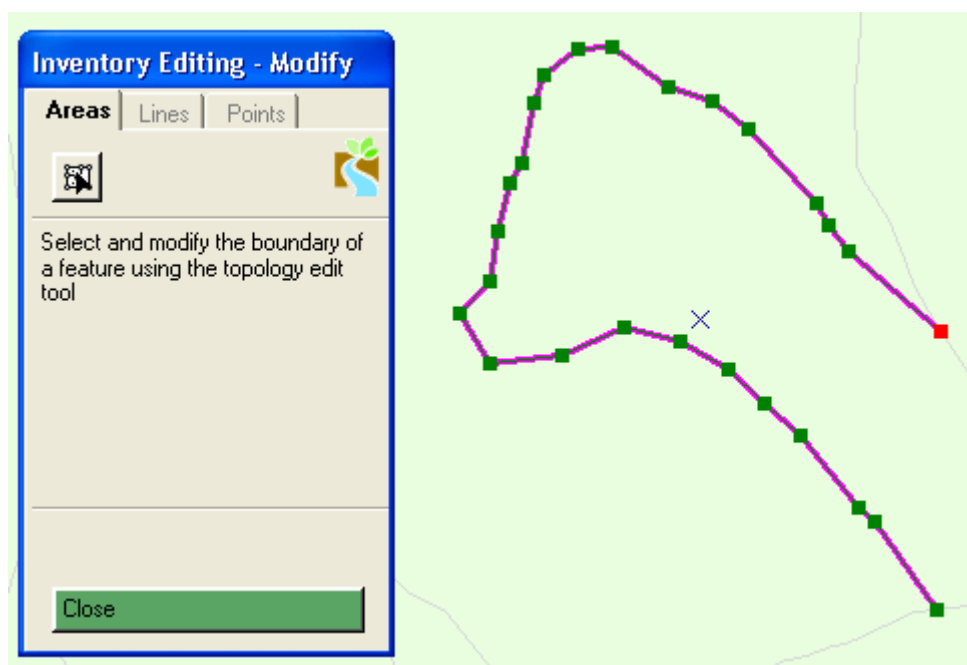 Inventory Editing - Modify
Areas Lines Points
Select and modify the boundary of
a feature using the topology edit
tool
Close